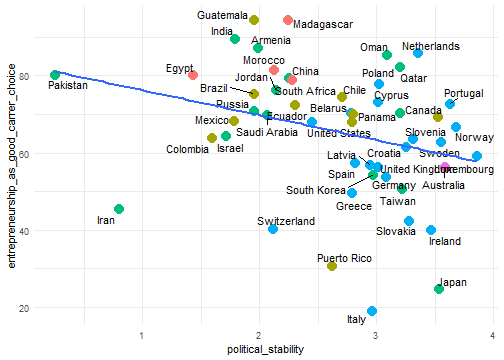 Guatemala
Madagascar
India
Armenia
Netherlands
Oman
Morocco
Egypt
China
Poland
Qatar
Pakistan
Jordan
South Africa
Brazil
Chile
Cyprus
Portugal
Russia
Belarus
Canada
Mexico
Ecuador
Panama
Saudi Arabia
United States
Slovenia
Norway
Colombia
Israel
Latvia
Croatia
Sweden
Spain
United Kingdom
Luxembourg
South Korea
Germany
Australia
Greece
Taiwan
Iran
Switzerland
Slovakia
Ireland
Puerto Rico
Japan
Italy
80
60
40
20
1
2
3
4
political_stability
entrepreneurship_as_good_carrer_choice